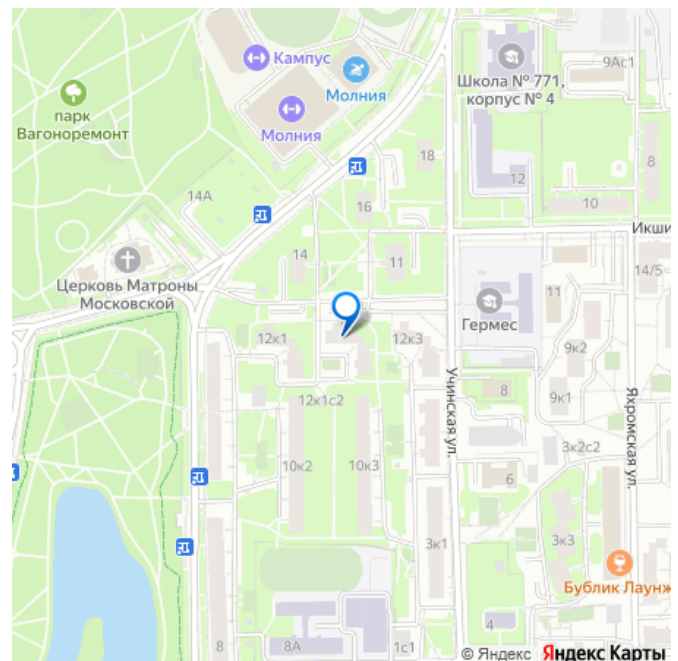 Кампус
Молния
Молния
парк
Вагоноремонт
Школа № 771,
корпус № 4
9Ас1
18
12
8
10
14А
16
Икши
Церковь Матроны
Московской
14
11
14/5
Гермес
11
12к1
12к3
9к2
12к1с2
8
9к1
Учинская ул.
Яхромская ул.
3к2с2
10к2
10к3
6
3к1
3к3
Бублик Лаунж
8
8А
1с1
4
© Яндекс Яндекс Карты